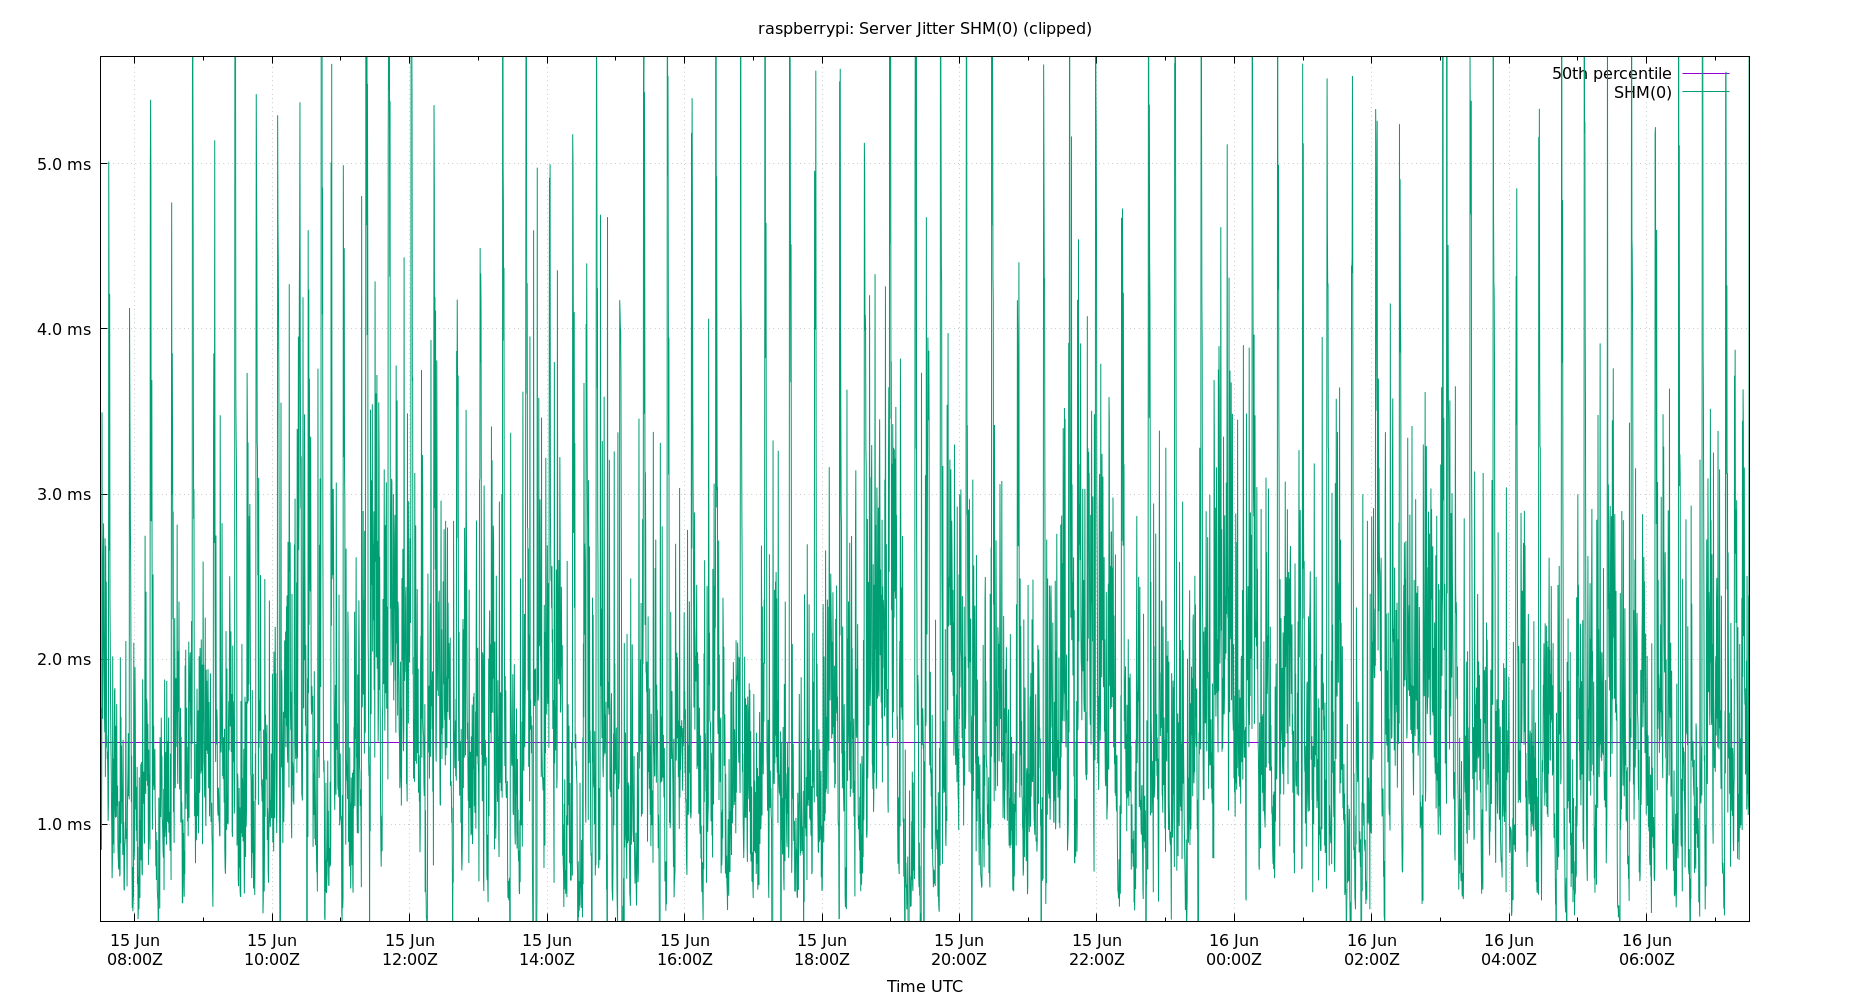 raspberrypi: Server Jitter SHM(0) (clipped)
50th percentile
SHM(0)
5.0 ms
4.0 ms
3.0 ms
2.0 ms
1.0 ms
15 Jun 15 Jun 15 Jun 15 Jun 15 Jun 15 Jun 15 Jun 15 Jun 16 Jun 16 Jun 16 Jun 16 Jun
08:00Z 10:00Z 12:00Z 14:00Z 16:00Z 18:00Z 20:00Z 22:00Z 00:00Z 02:00Z 04:00Z 06:00Z
Time UTC